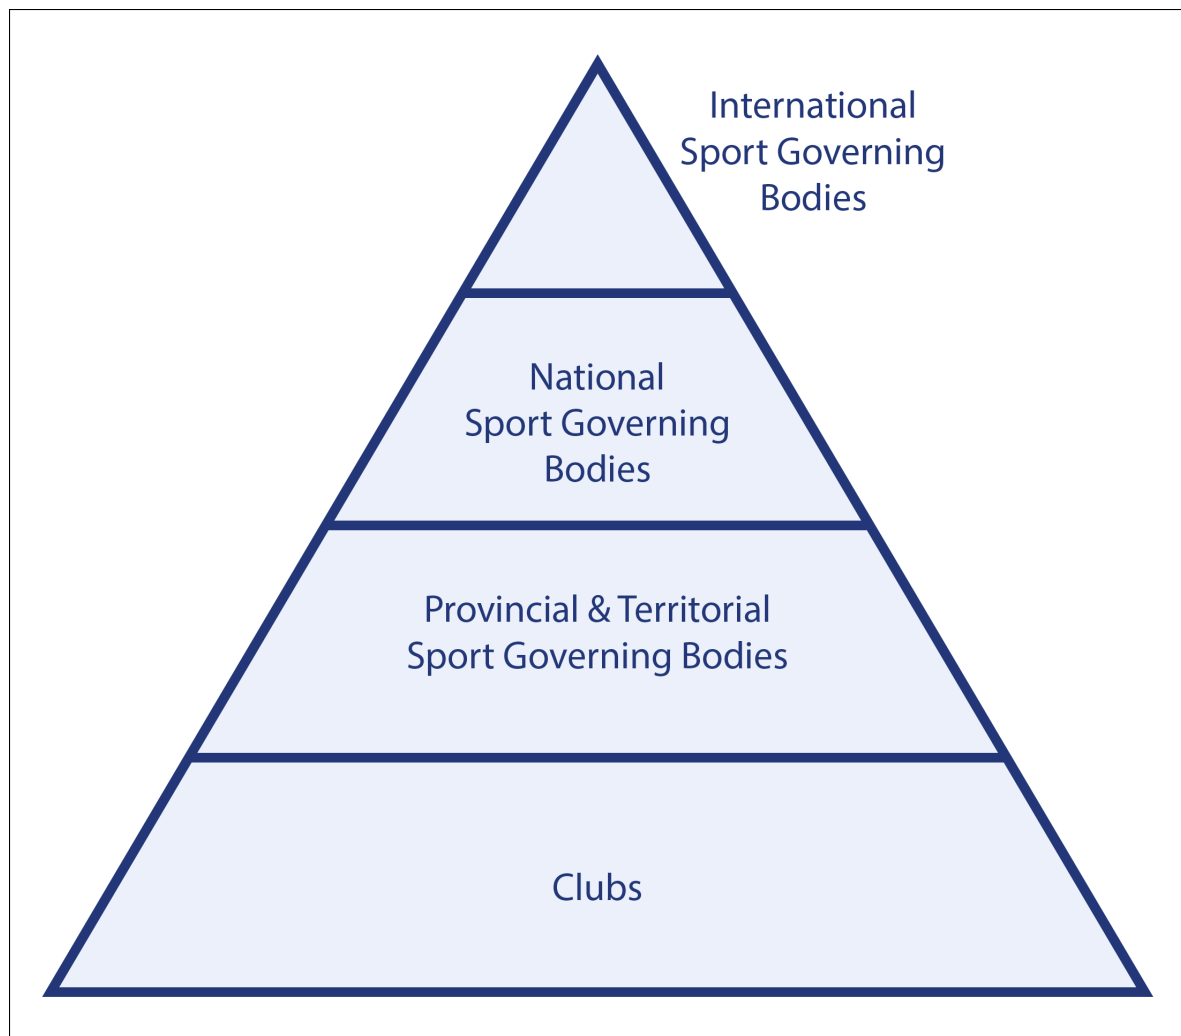 International
Sport Governing
Bodies
National
Sport Governing
Bodies
Provincial & Territorial
Sport Governing Bodies
Clubs